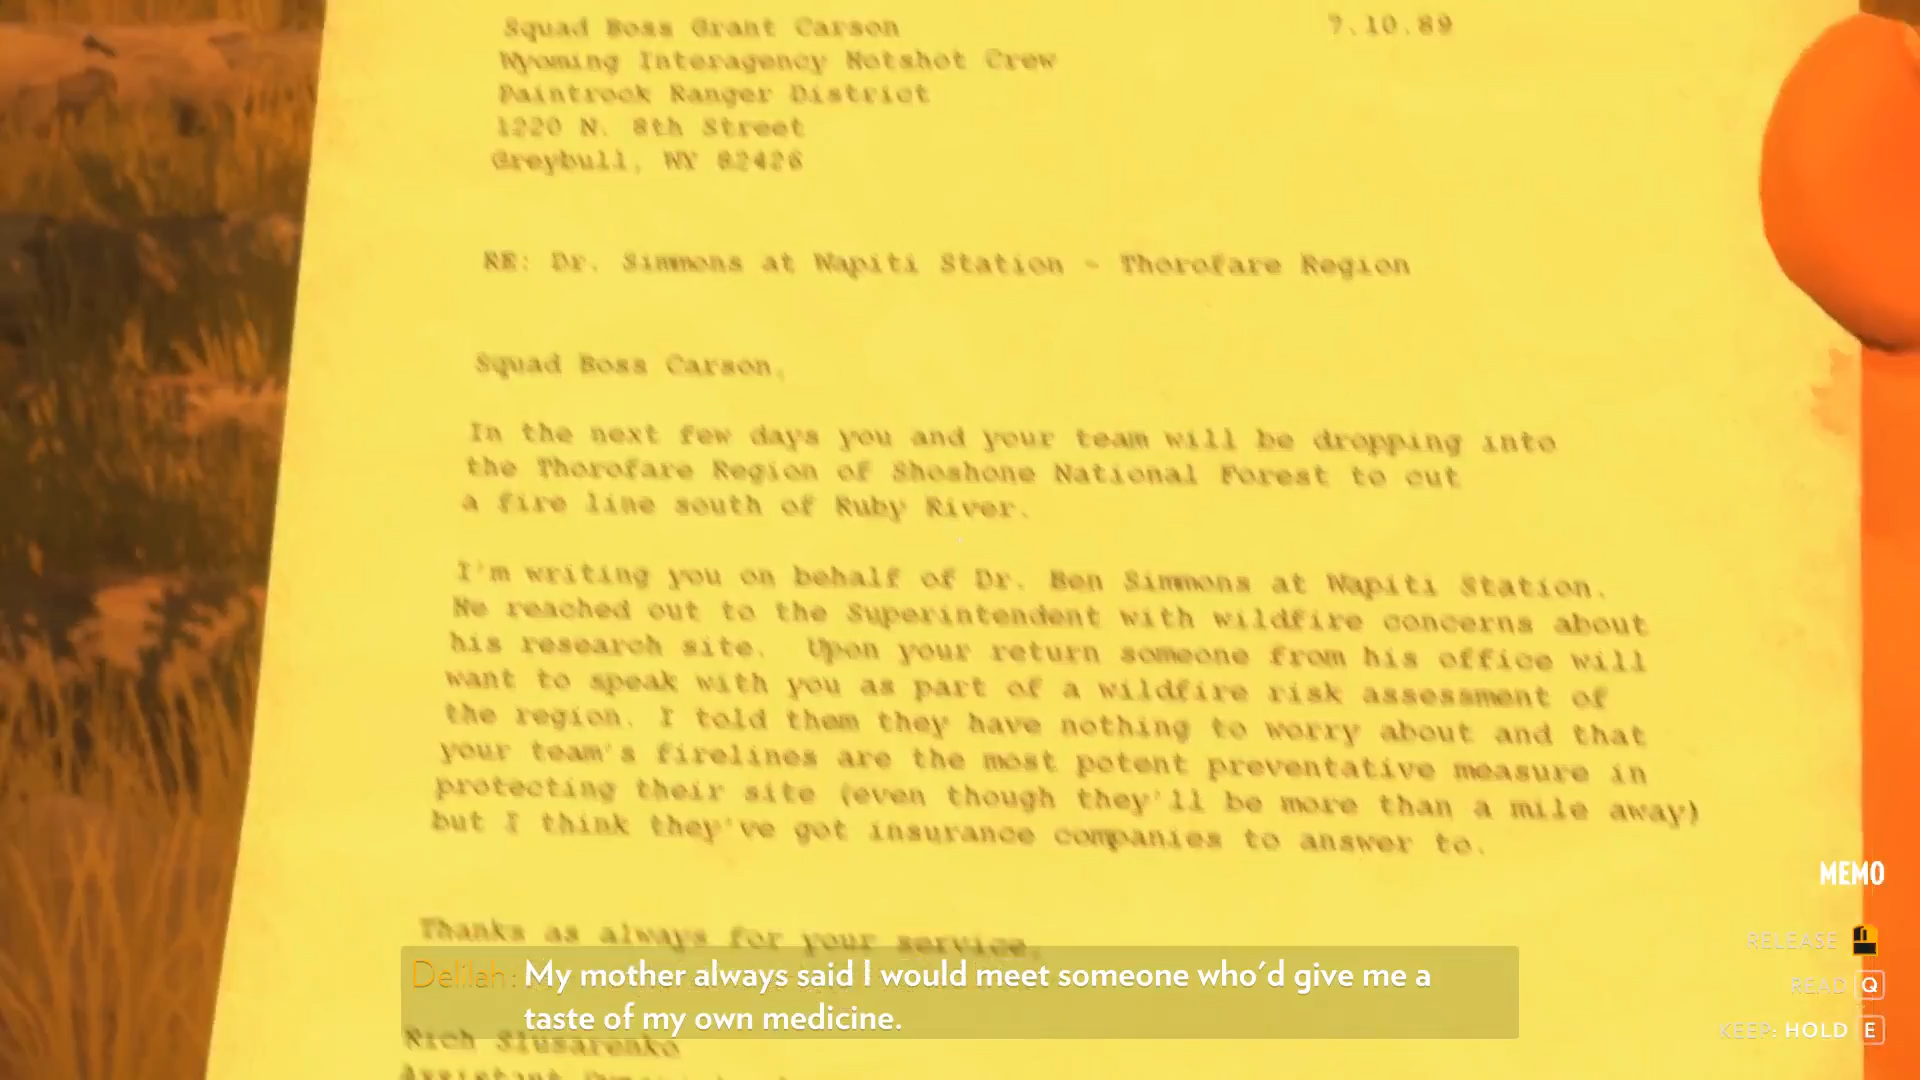 Squad Boss Grant Carson 7.10.89
Wyoming Interagency Hotshot Crew
Paintrock Ranger District
1220 N. 8th Street
Greybull, WY 82426
RE: Dr. Simmons at Wapiti Station - Thorofare Region
Squad Boss Carson,
In the next few days you and your team will be dropping into
the Thorofare Region of Shoshone National Forest to cut
a fire line south of Ruby River.
I'm writing you on behalf of Dr. Ben Simmons at Wapiti Station.
He reached out to the Superintendent with wildfire concerns about
his research site. Upon your return someone from his office will
want to speak with you as part of a wildfire risk assessment of
the region. I told them they have nothing to worry about and that
your team's firelines are the most potent preventative measure in
protecting their site (even though they'll be more than a mile away)
but I think they've got insurance companies to answer to.
Thanks as always for your service,
Delilah: My mother always said I would meet someone who'd give me a
taste of my own medicine.
Rich Slusarenko
Assistant
MEMO
RELEASE
READ Q
KEEP: HOLD E